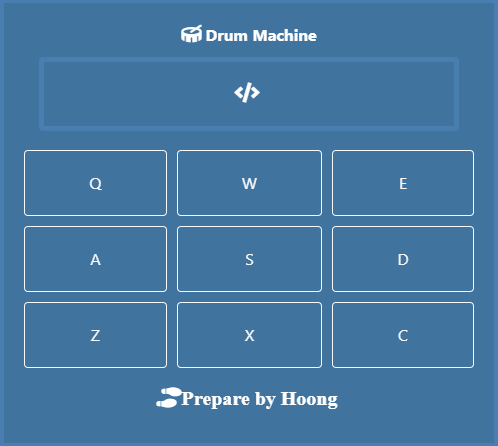 Drum Machine
</>
Q W E
A S D
Z X C
Prepare by Hoong